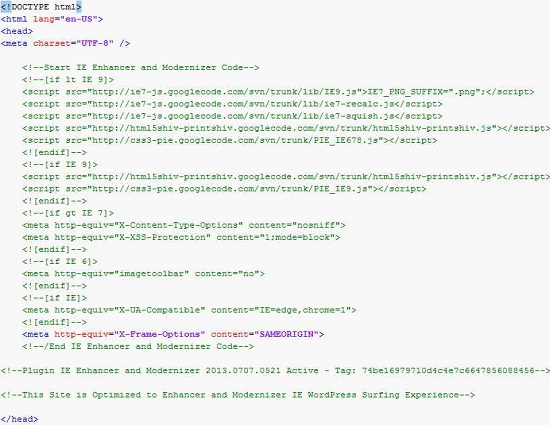 <!DOCTYPE html>
<html lang="en-US">
<head>
<meta charset="UTF-8" />
<!--Start IE Enhancer and Modernizer Code-->
<!--[if lt IE 9]>
<script src="http://ie7-js.googlecode.com/svn/trunk/lib/IE9.js">IE7_PNG_SUFFIX=".png";</script>
<script src="http://ie7-js.googlecode.com/svn/trunk/lib/ie7-recalc.js</script>
<script src="http://ie7-js.googlecode.com/svn/trunk/lib/ie7-squish.js</script>
<script src="http://html5shiv-printshiv.googlecode.com/svn/trunk/html5shiv-printshiv.js"></script>
<script src="http://css3-pie.googlecode.com/svn/trunk/PIE_IE678.js"></script>
<![endif]-->
<!--[if IE 9]>
<script src="http://html5shiv-printshiv.googlecode.com/svn/trunk/html5shiv-printshiv.js"></script>
<script src="http://css3-pie.googlecode.com/svn/trunk/PIE_IE9.js"></script>
<![endif]-->
<!--[if gt IE 7]>
<meta http-equiv="X-Content-Type-Options" content="nosniff">
<meta http-equiv="X-XSS-Protection" content="1;mode=block">
<![endif]-->
<!--[if IE 6]>
<meta http-equiv="imagetoolbar" content="no">
<![endif]-->
<!--[if IE]>
<meta http-equiv="X-UA-Compatible" content="IE=edge,chrome=1">
<![endif]-->
<meta http-equiv="X-Frame-Options" content="SAMEORIGIN">
<!--/End IE Enhancer and Modernizer Code-->
<!--Plugin IE Enhancer and Modernizer 2013.0707.0521 Active - Tag: 74be16979710d4c4e7c6647856088456-->
<!--This Site is Optimized to Enhancer and Modernizer IE WordPress Surfing Experience-->
</head>